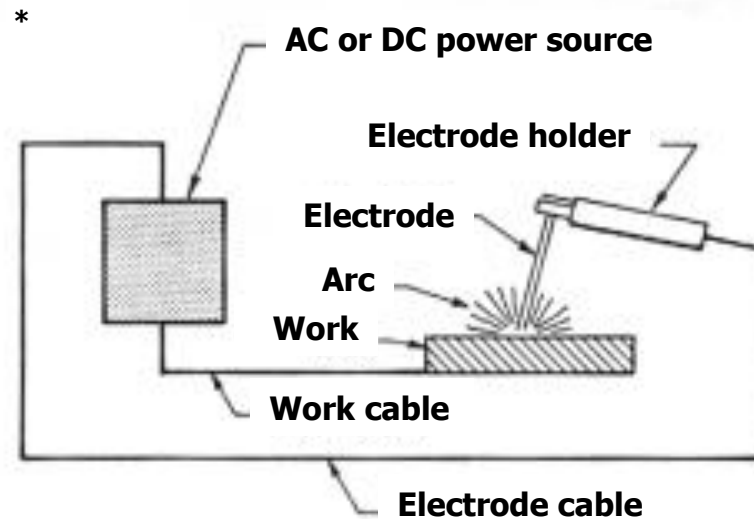 *
AC or DC power source
Electrode holder
Electrode
Arc
Work
Work cable
Electrode cable